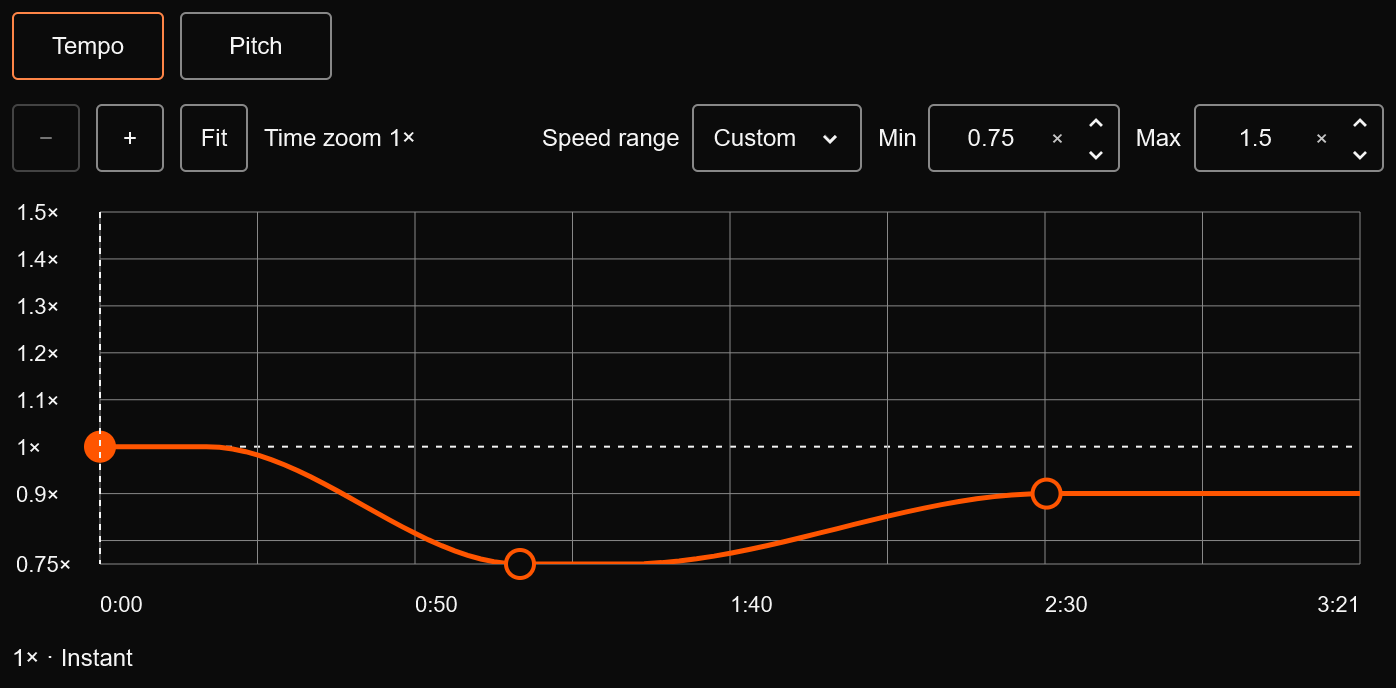 Tempo Pitch
− + Fit Time zoom 1× Speed range Custom Min 0.75 × Max 1.5 ×
1.5×
1.4×
1.3×
1.2×
1.1×
1×
0.9×
0.75×
0:00 0:50 1:40 2:30 3:21
1× · Instant